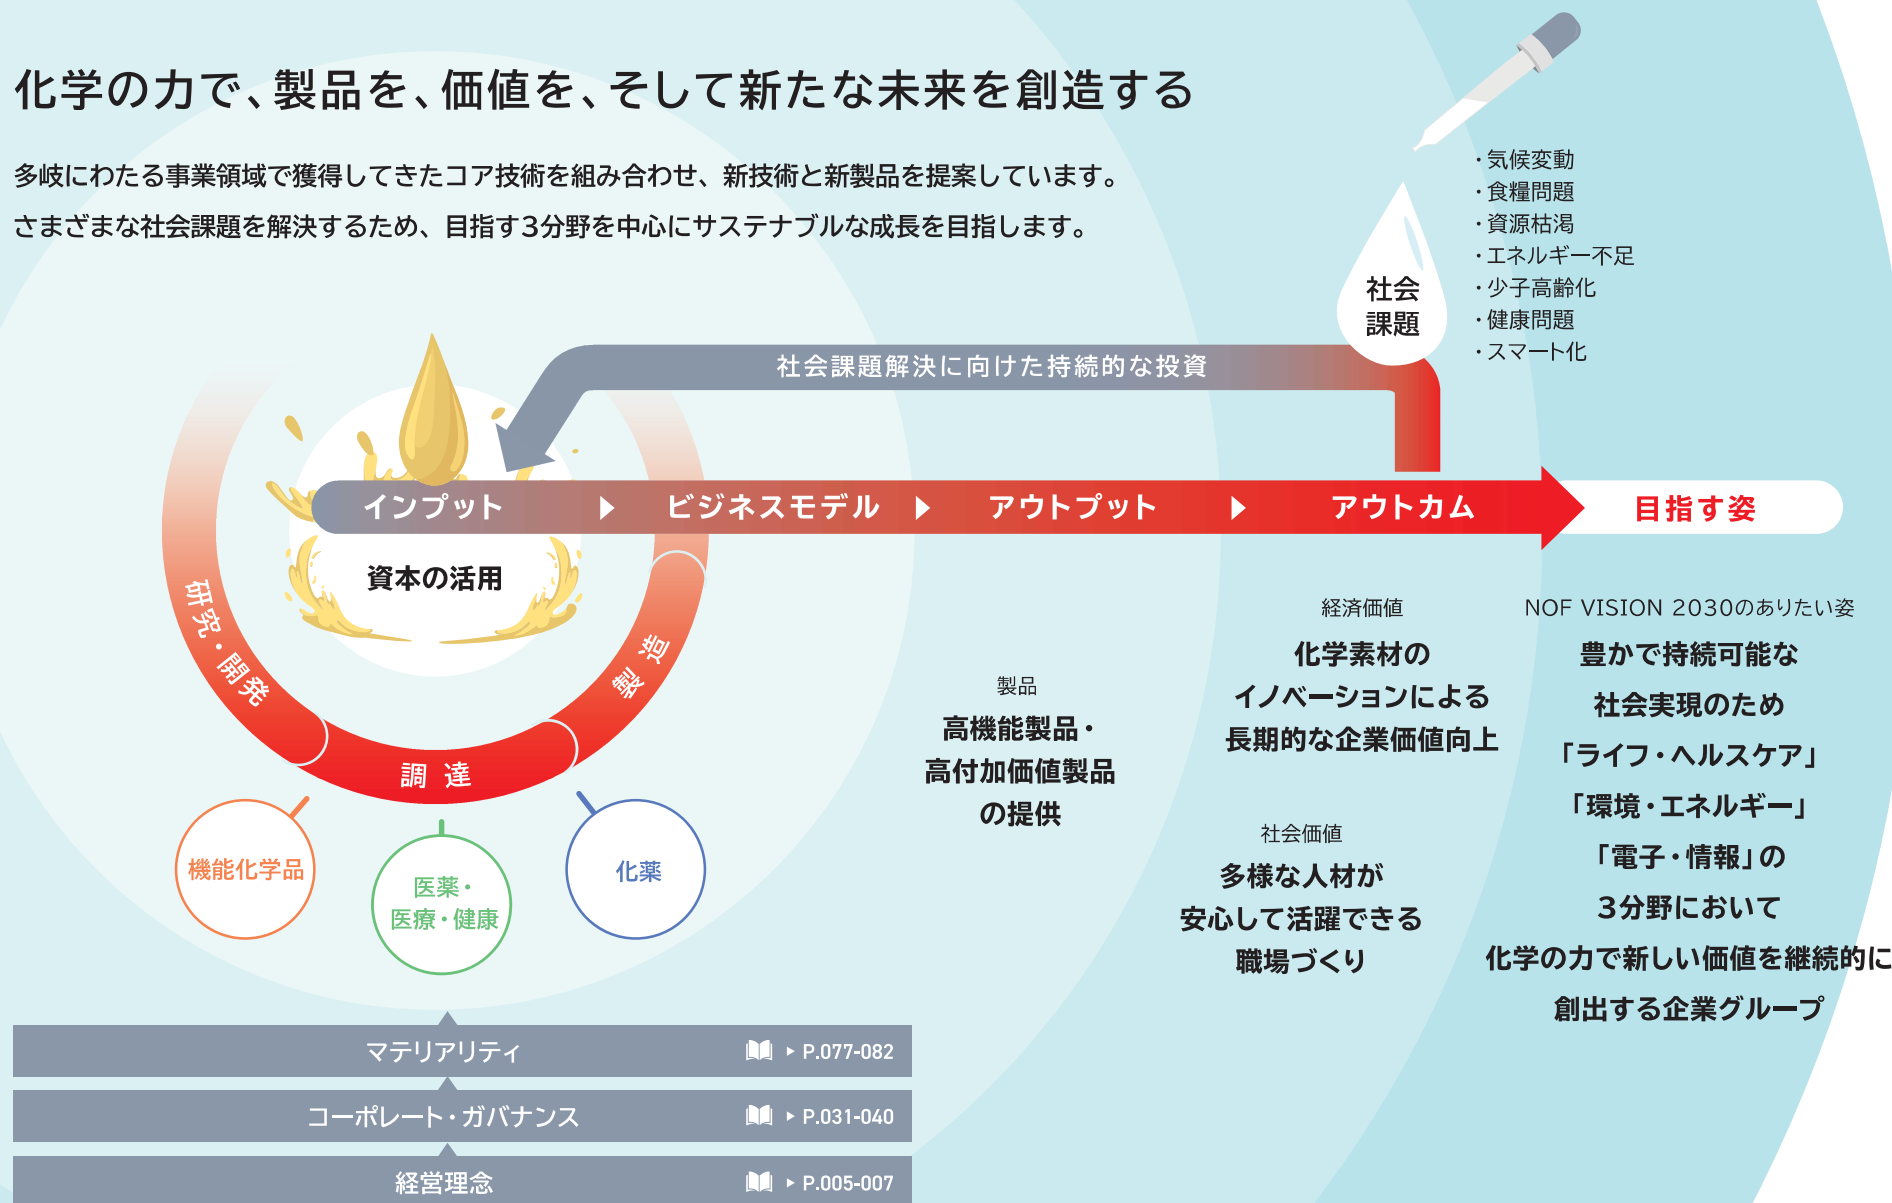 化学の力で、製品を、価値を、そして新たな未来を創造する
多岐にわたる事業領域で獲得してきたコア技術を組み合わせ、新技術と新製品を提案しています。
さまざまな社会課題を解決するため、目指す3分野を中心にサステナブルな成長を目指します。
社会
課題
・気候変動
・食糧問題
・資源枯渇
・エネルギー不足
・少子高齢化
・健康問題
・スマート化
社会課題解決に向けた持続的な投資
インプット
ビジネスモデル
アウトプット
アウトカム
目指す姿
資本の活用
研究・開発
調達
製造
機能化学品
医薬・
医療・健康
化薬
製品
高機能製品・
高付加価値製品
の提供
経済価値
化学素材の
イノベーションによる
長期的な企業価値向上
社会価値
多様な人材が
安心して活躍できる
職場づくり
NOF VISION 2030のありたい姿
豊かで持続可能な
社会実現のため
「ライフ・ヘルスケア」
「環境・エネルギー」
「電子・情報」の
3分野において
化学の力で新しい価値を継続的に
創出する企業グループ
マテリアリティ P.077-082
コーポレート・ガバナンス P.031-040
経営理念 P.005-007